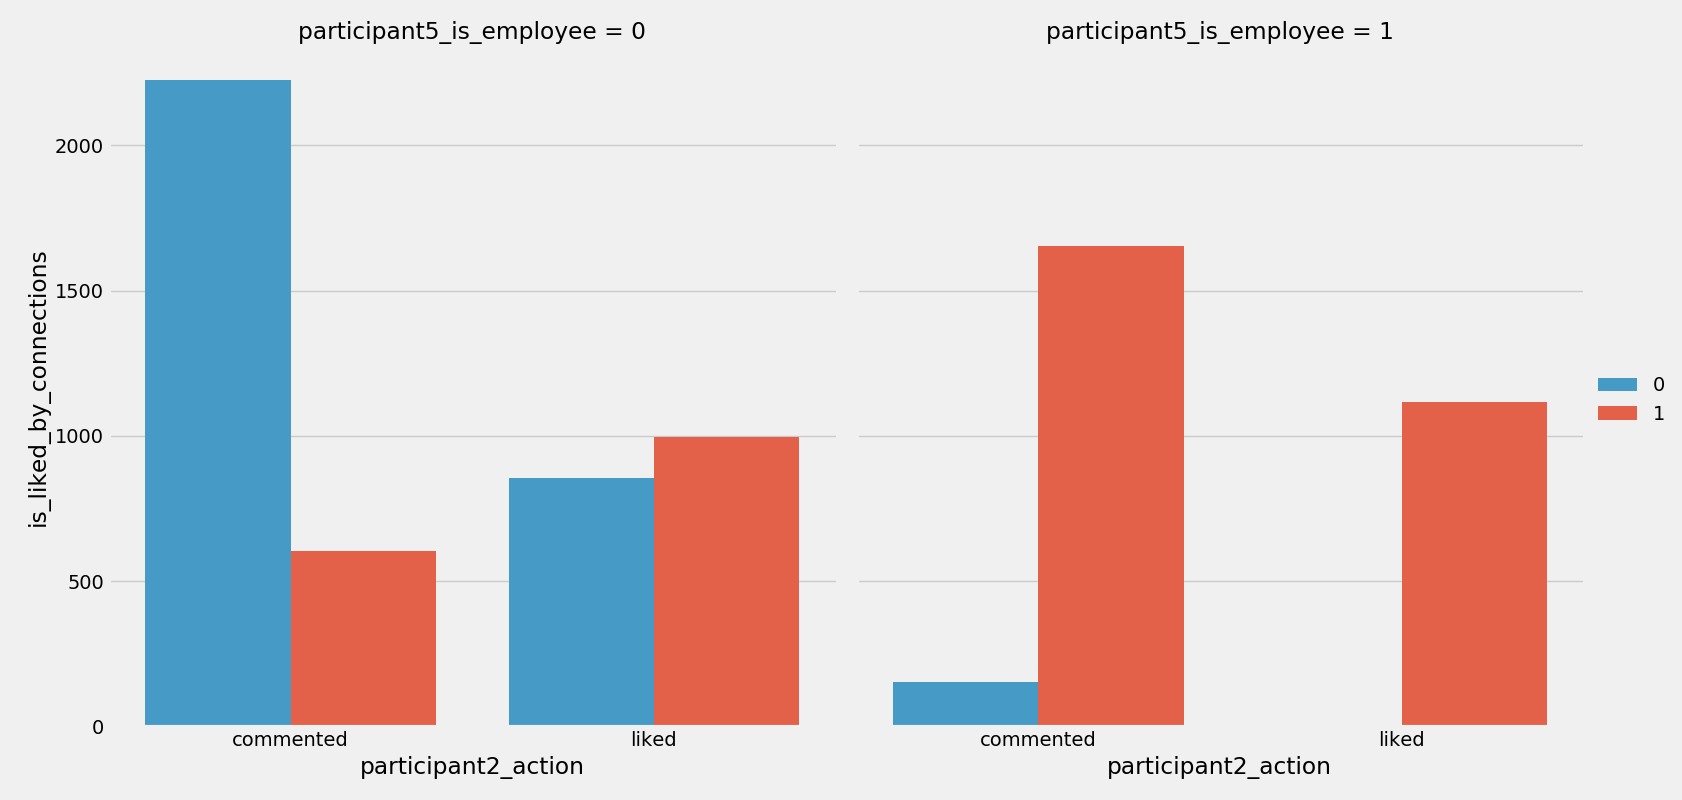 participant5_is_employee = 0
participant5_is_employee = 1
is_liked_by_connections
2000
1500
1000
500
0
commented
liked
participant2_action
commented
liked
participant2_action
0
1